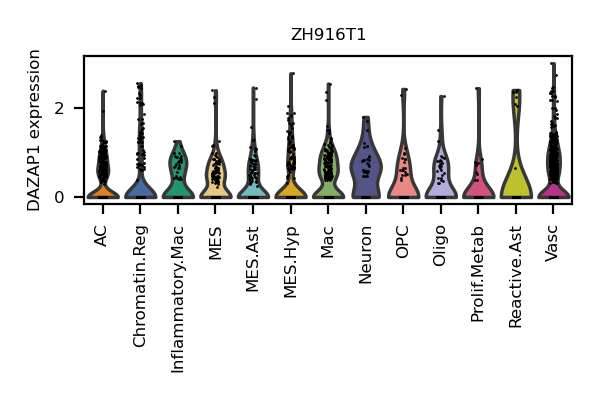 ZH916T1
DAZAP1 expression
2
0
AC
Chromatin.Reg
Inflammatory.Mac
MES
MES.Ast
MES.Hyp
Mac
Neuron
OPC
Oligo
Prolif.Metab
Reactive.Ast
Vasc